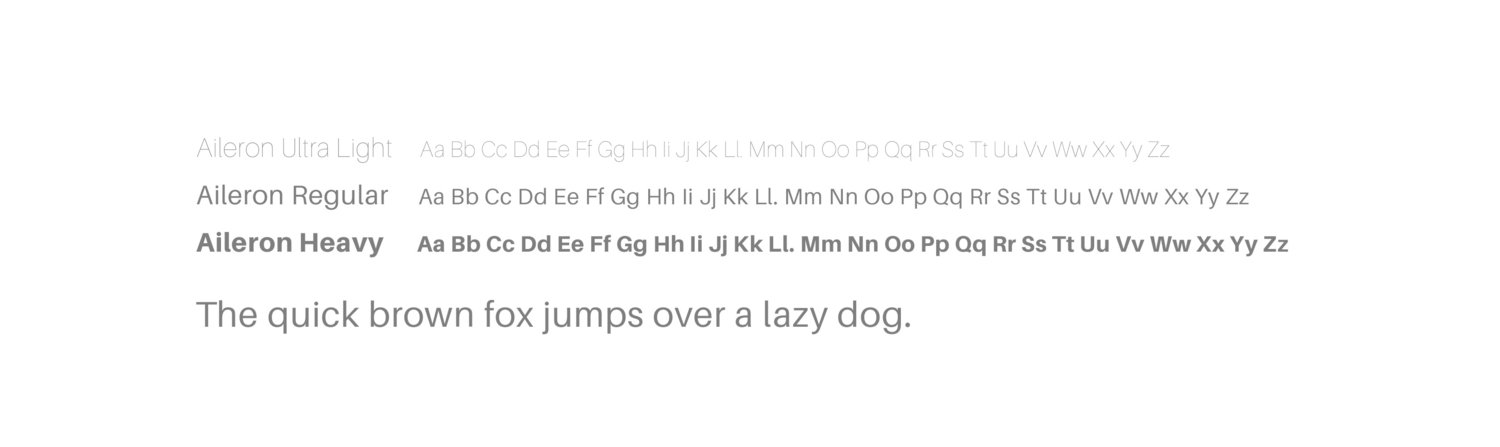 Aileron Ultra Light Aa Bb Cc Dd Ee Ff Gg Hh Ii Jj Kk Ll. Mm Nn Oo Pp Qq Rr Ss Tt Uu Vv Ww Xx Yy Zz
Aileron Regular Aa Bb Cc Dd Ee Ff Gg Hh Ii Jj Kk Ll. Mm Nn Oo Pp Qq Rr Ss Tt Uu Vv Ww Xx Yy Zz
Aileron Heavy Aa Bb Cc Dd Ee Ff Gg Hh Ii Jj Kk Ll. Mm Nn Oo Pp Qq Rr Ss Tt Uu Vv Ww Xx Yy Zz
The quick brown fox jumps over a lazy dog.